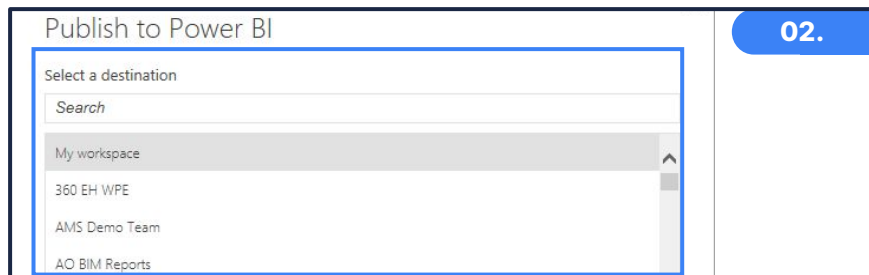 Publish to Power BI
02.
Select a destination
Search
My workspace
360 EH WPE
AMS Demo Team
AO BIM Reports